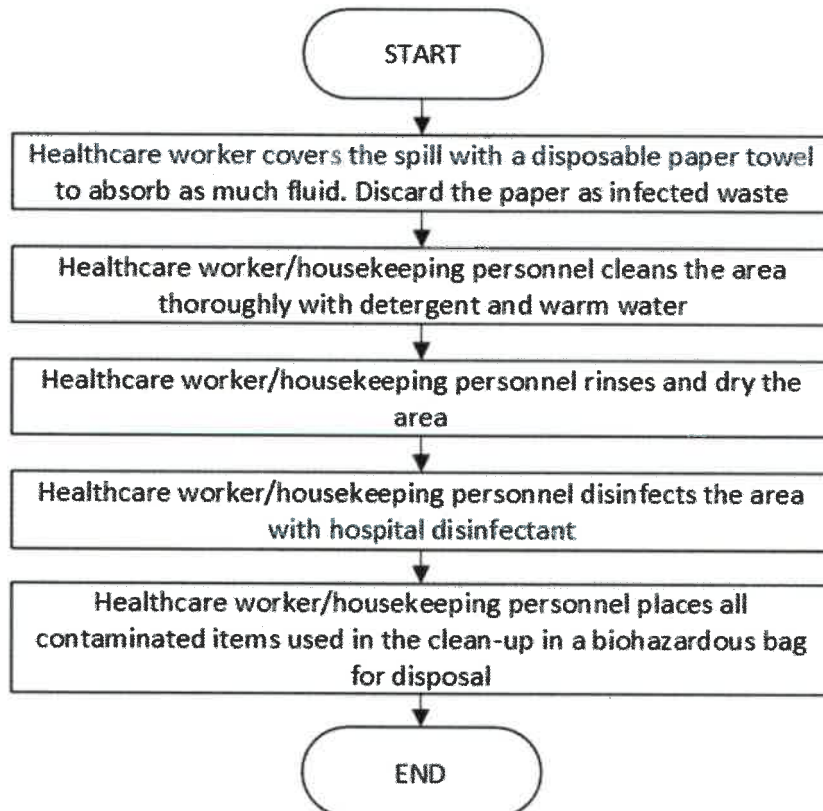 START
Healthcare worker covers the spill with a disposable paper towel
to absorb as much fluid. Discard the paper as infected waste
Healthcare worker/housekeeping personnel cleans the area
thoroughly with detergent and warm water
Healthcare worker/housekeeping personnel rinses and dry the
area
Healthcare worker/housekeeping personnel disinfects the area
with hospital disinfectant
Healthcare worker/housekeeping personnel places all
contaminated items used in the clean-up in a biohazardous bag
for disposal
END